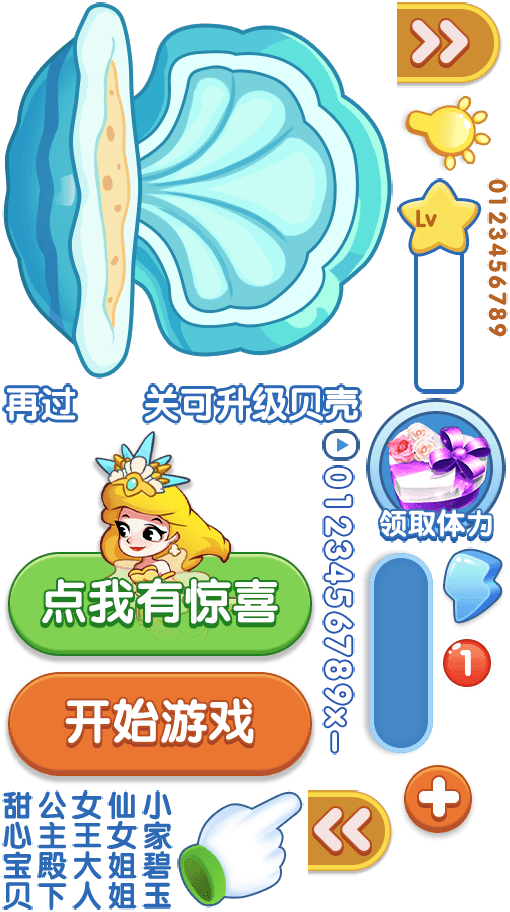 Lv
0123456789
再过 关可升级贝壳
领取体力
0123456789x-
点我有惊喜
1
开始游戏
甜心宝贝
公主殿下
女王大人
仙女姐姐
小家碧玉